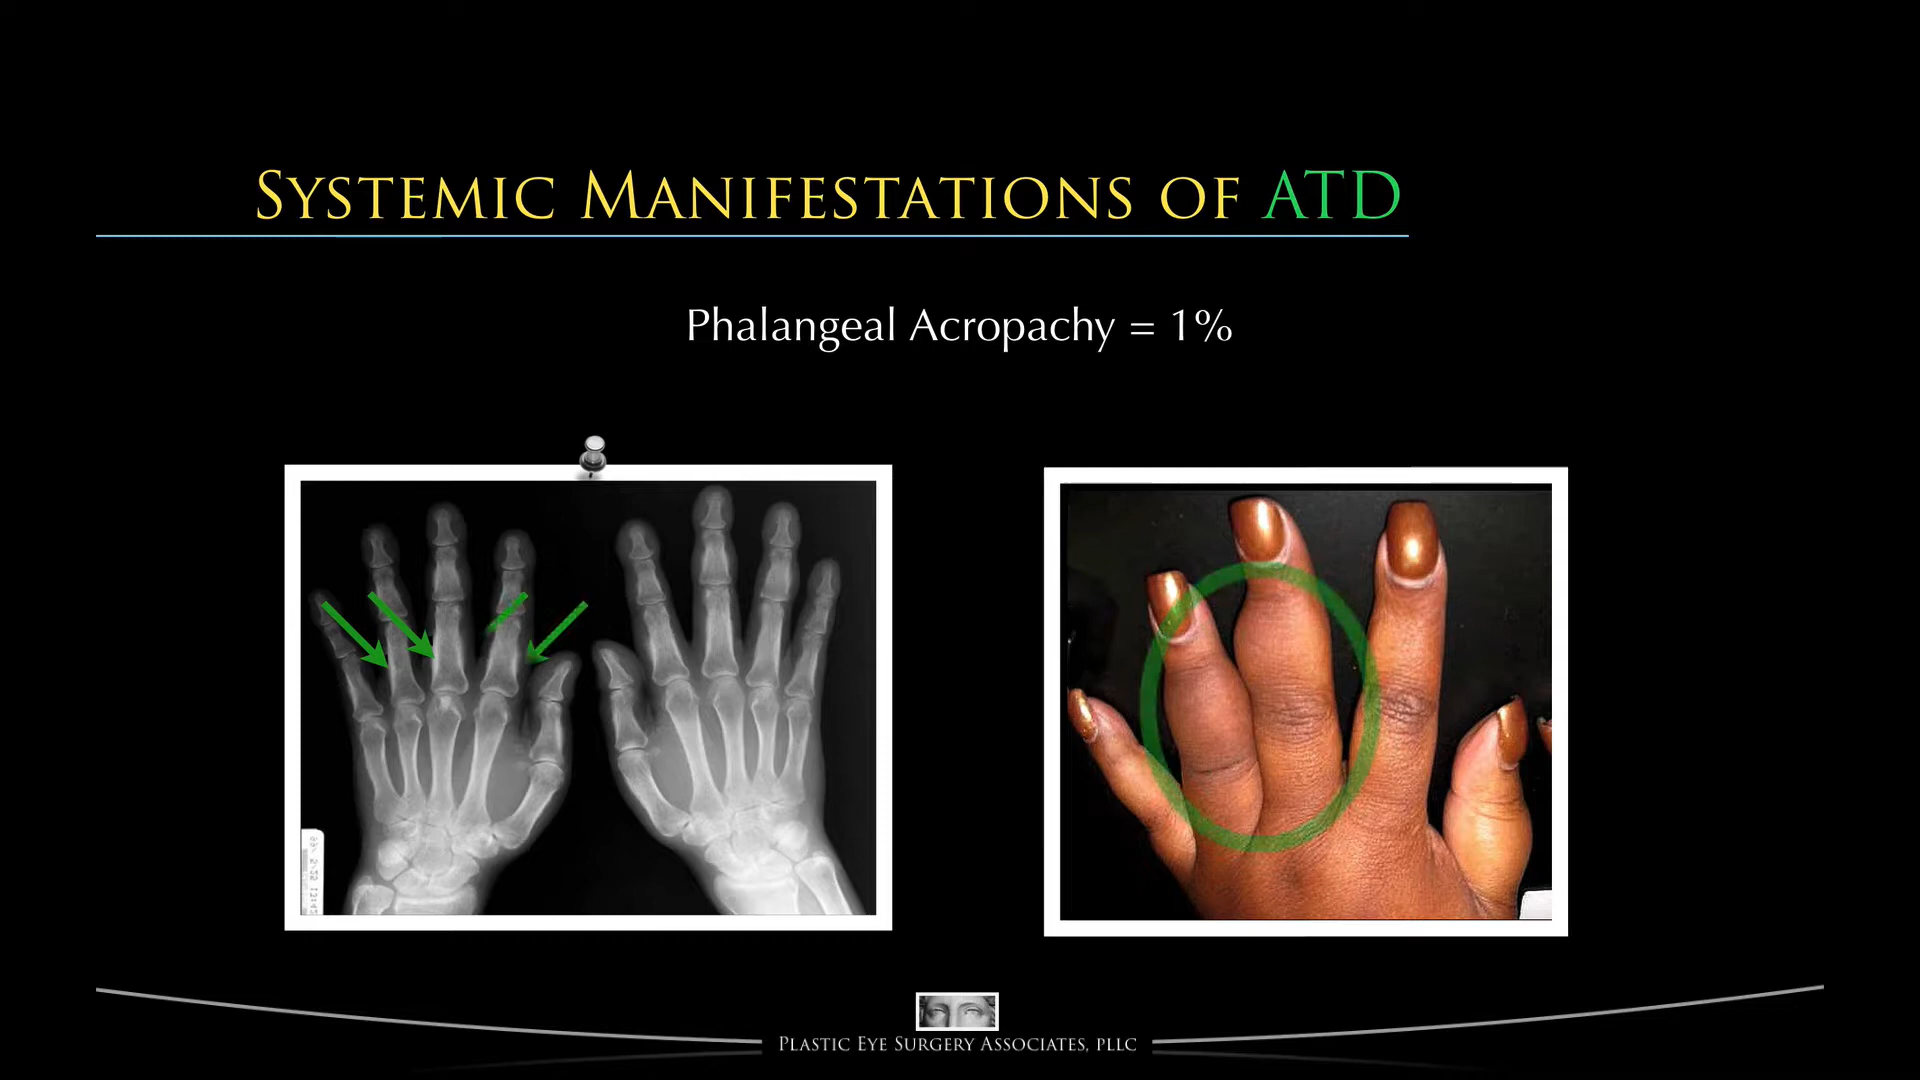 Systemic Manifestations of ATD
Phalangeal Acropachy = 1%
Plastic Eye Surgery Associates, PLLC